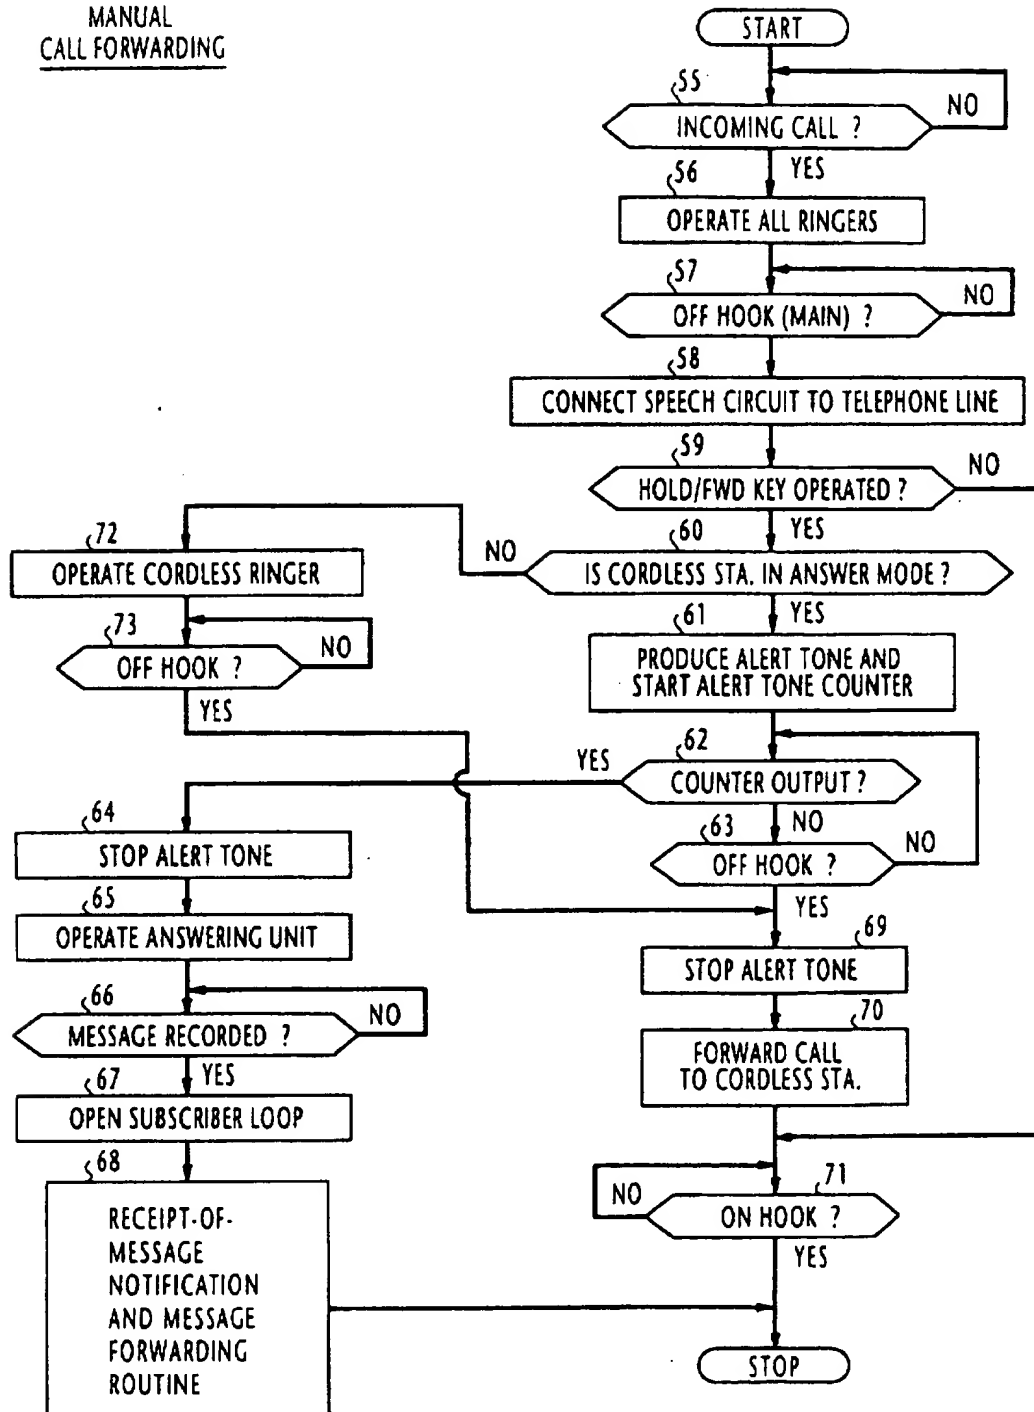 MANUAL
CALL FORWARDING
START
55
INCOMING CALL ?
NO
YES
56
OPERATE ALL RINGERS
57
OFF HOOK (MAIN) ?
NO
58
CONNECT SPEECH CIRCUIT TO TELEPHONE LINE
59
HOLD/FWD KEY OPERATED ?
NO
YES
60
IS CORDLESS STA. IN ANSWER MODE ?
NO
YES
72
OPERATE CORDLESS RINGER
73
OFF HOOK ?
NO
YES
61
PRODUCE ALERT TONE AND
START ALERT TONE COUNTER
62
COUNTER OUTPUT ?
YES
NO
63
OFF HOOK ?
NO
YES
64
STOP ALERT TONE
65
OPERATE ANSWERING UNIT
66
MESSAGE RECORDED ?
NO
YES
67
OPEN SUBSCRIBER LOOP
68
RECEIPT-OF-
MESSAGE
NOTIFICATION
AND MESSAGE
FORWARDING
ROUTINE
69
STOP ALERT TONE
70
FORWARD CALL
TO CORDLESS STA.
71
ON HOOK ?
NO
YES
STOP